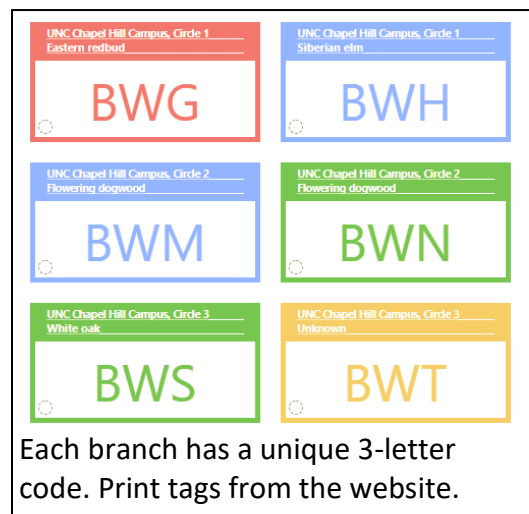 UNC Chapel Hill Campus, Circle 1
Eastern redbud
BWG
UNC Chapel Hill Campus, Circle 1
Siberian elm
BWH
UNC Chapel Hill Campus, Circle 2
Flowering dogwood
BWM
UNC Chapel Hill Campus, Circle 2
Flowering dogwood
BWN
UNC Chapel Hill Campus, Circle 3
White oak
BWS
UNC Chapel Hill Campus, Circle 3
Unknown
BWT
Each branch has a unique 3-letter
code. Print tags from the website.